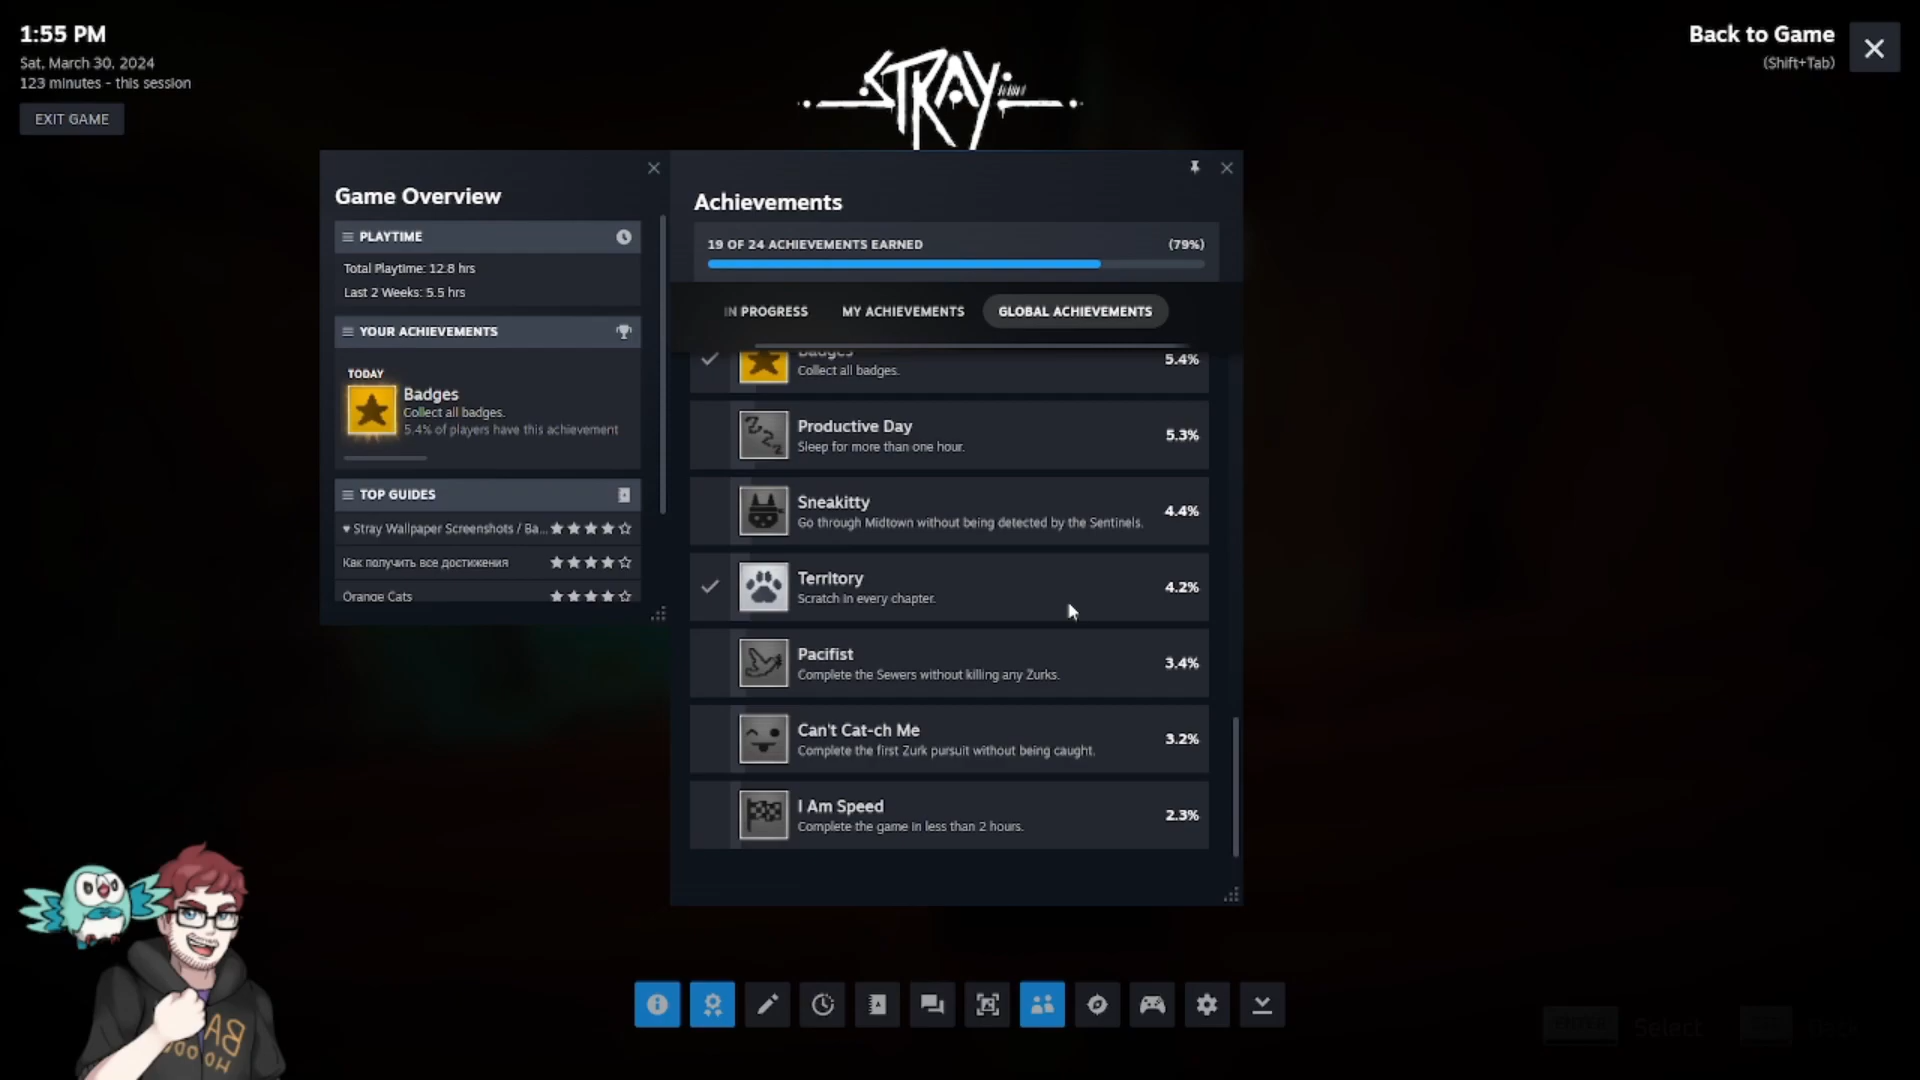 1:55 PM
Sat, March 30, 2024
123 minutes - this session
EXIT GAME
STRAY
Back to Game
(Shift+Tab)
Game Overview
PLAYTIME
Total Playtime: 12.8 hrs
Last 2 Weeks: 5.5 hrs
YOUR ACHIEVEMENTS
TODAY
Badges
Collect all badges.
5.4% of players have this achievement
TOP GUIDES
♥ Stray Wallpaper Screenshots / Ba...
Как получить все достижения
Orange Cats
Achievements
19 OF 24 ACHIEVEMENTS EARNED (79%)
IN PROGRESS MY ACHIEVEMENTS GLOBAL ACHIEVEMENTS
Badges
Collect all badges.
5.4%
Productive Day
Sleep for more than one hour.
5.3%
Sneakitty
Go through Midtown without being detected by the Sentinels.
4.4%
Territory
Scratch in every chapter.
4.2%
Pacifist
Complete the Sewers without killing any Zurks.
3.4%
Can't Cat-ch Me
Complete the first Zurk pursuit without being caught.
3.2%
I Am Speed
Complete the game in less than 2 hours.
2.3%
BA
HO OOH
Select
Back